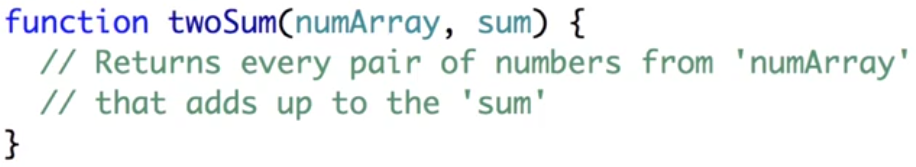 function twoSum(numArray, sum) {
// Returns every pair of numbers from 'numArray'
// that adds up to the 'sum'
}